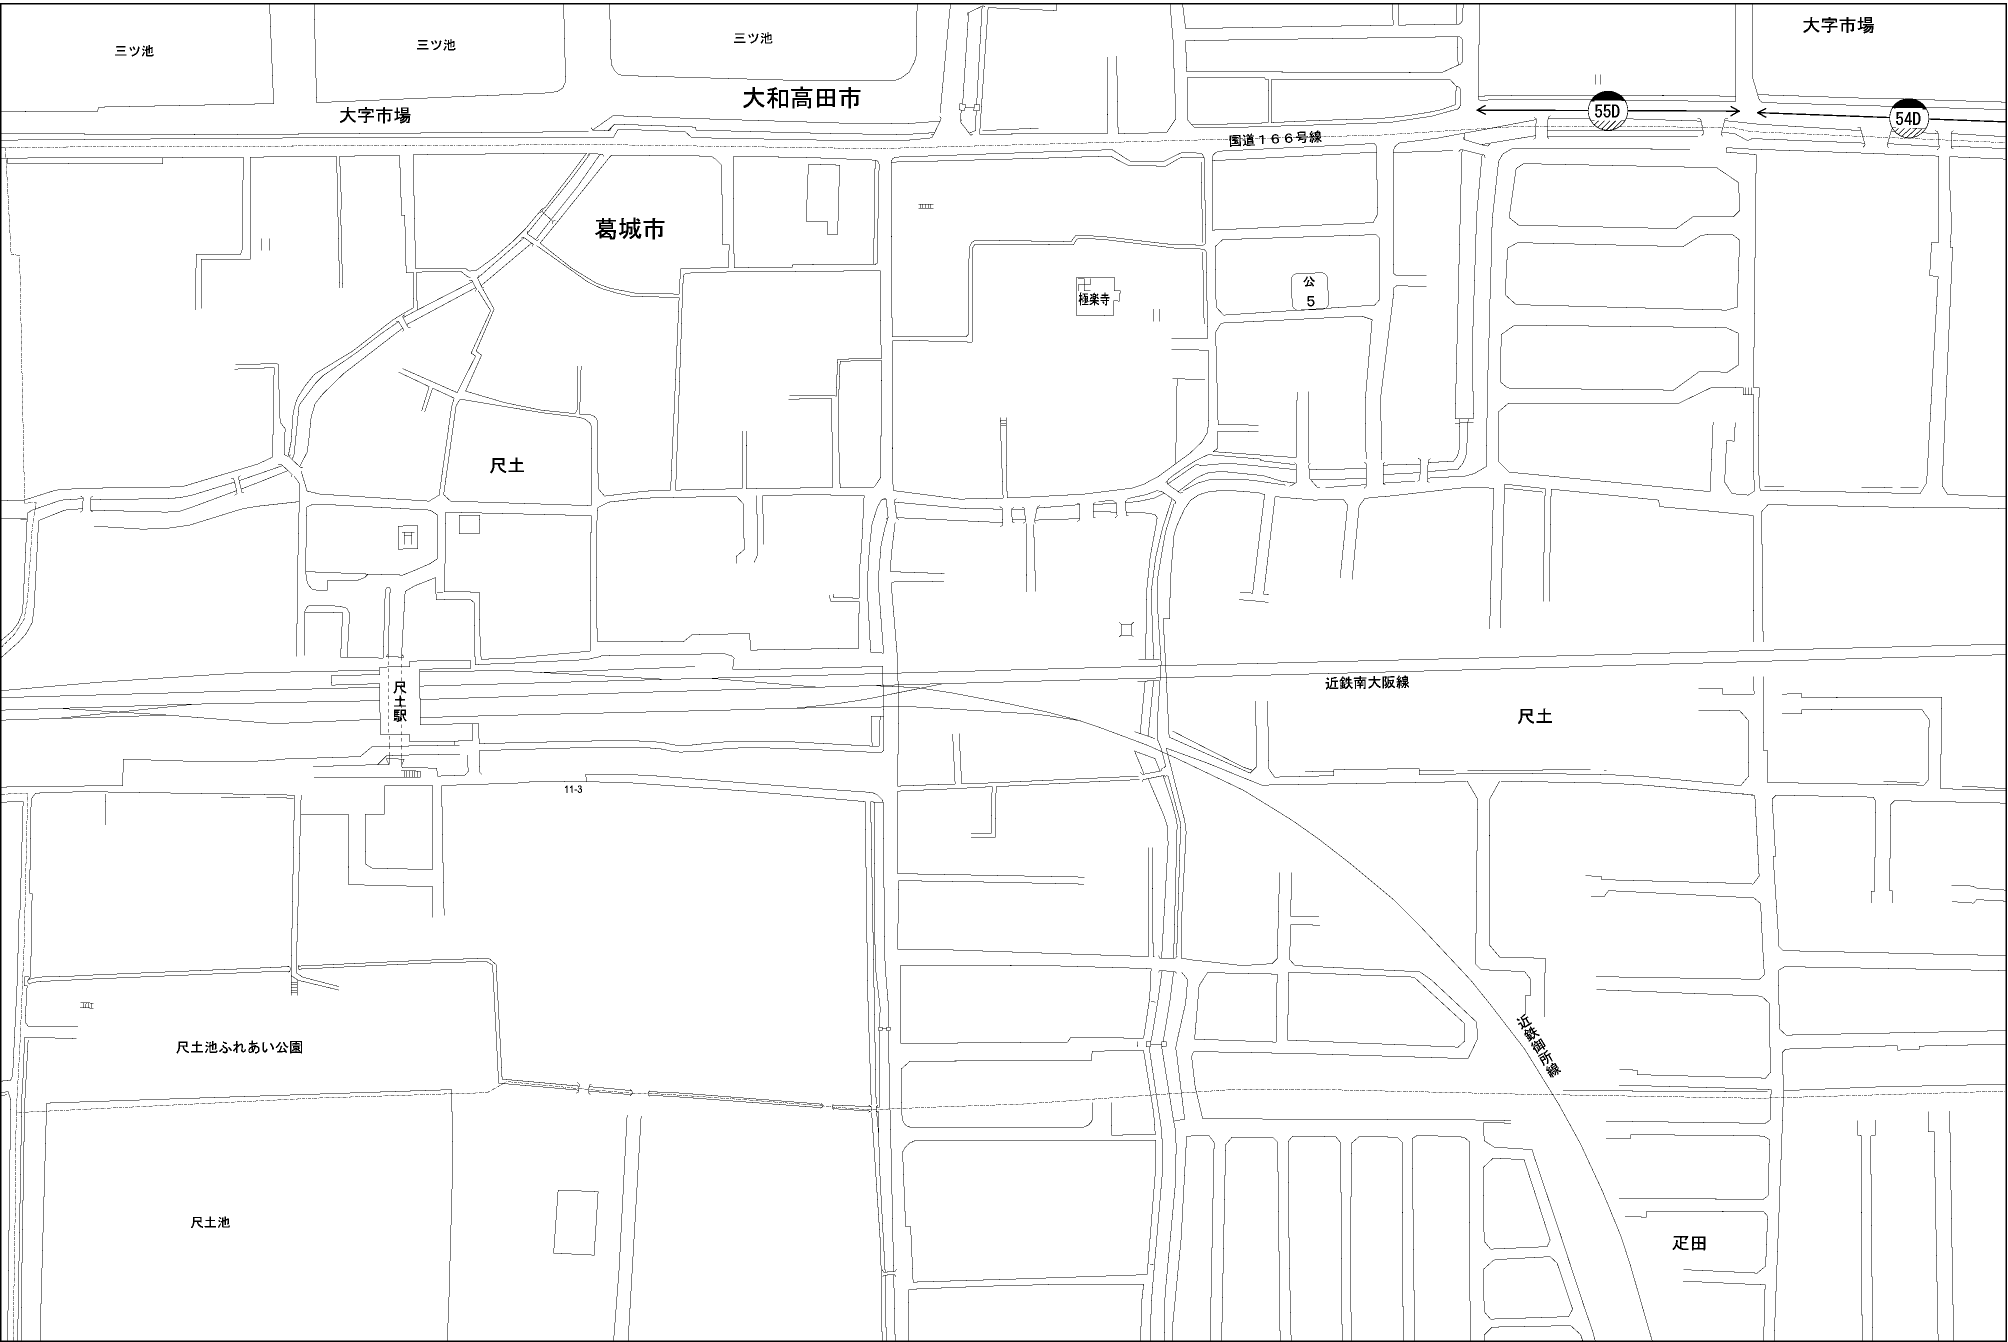 三ツ池
三ツ池
三ツ池
大字市場
大和高田市
大字市場
55D
54D
国道166号線
葛城市
極楽寺
公
5
尺土
尺土駅
近鉄南大阪線
尺土
11-3
近鉄御所線
尺土池ふれあい公園
尺土池
疋田